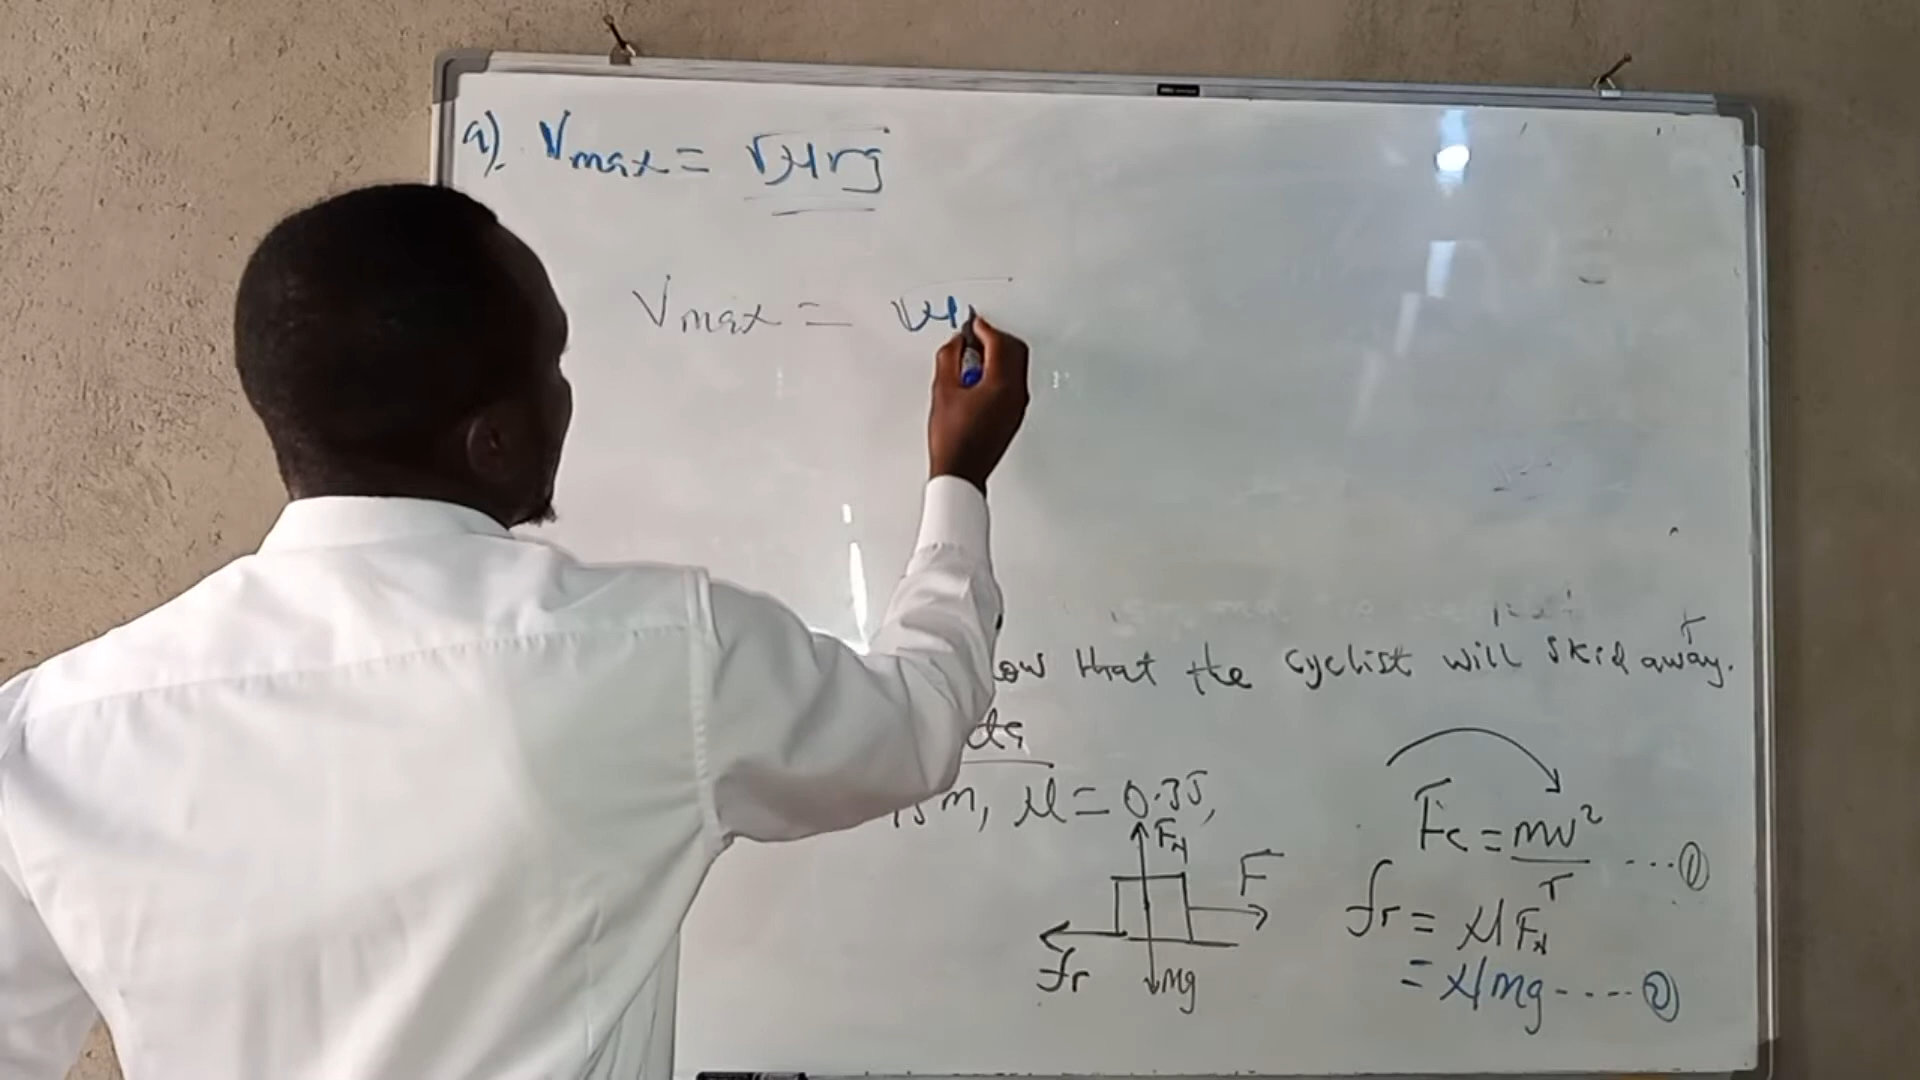 a). Vmax = √μrg
Vmax = √μ
that the cyclist will skid away.
m, μ = 0.35,
FN
F
fr
mg
Fc = mv²/r ---- ①
fr = μFN
= μmg ----- ②